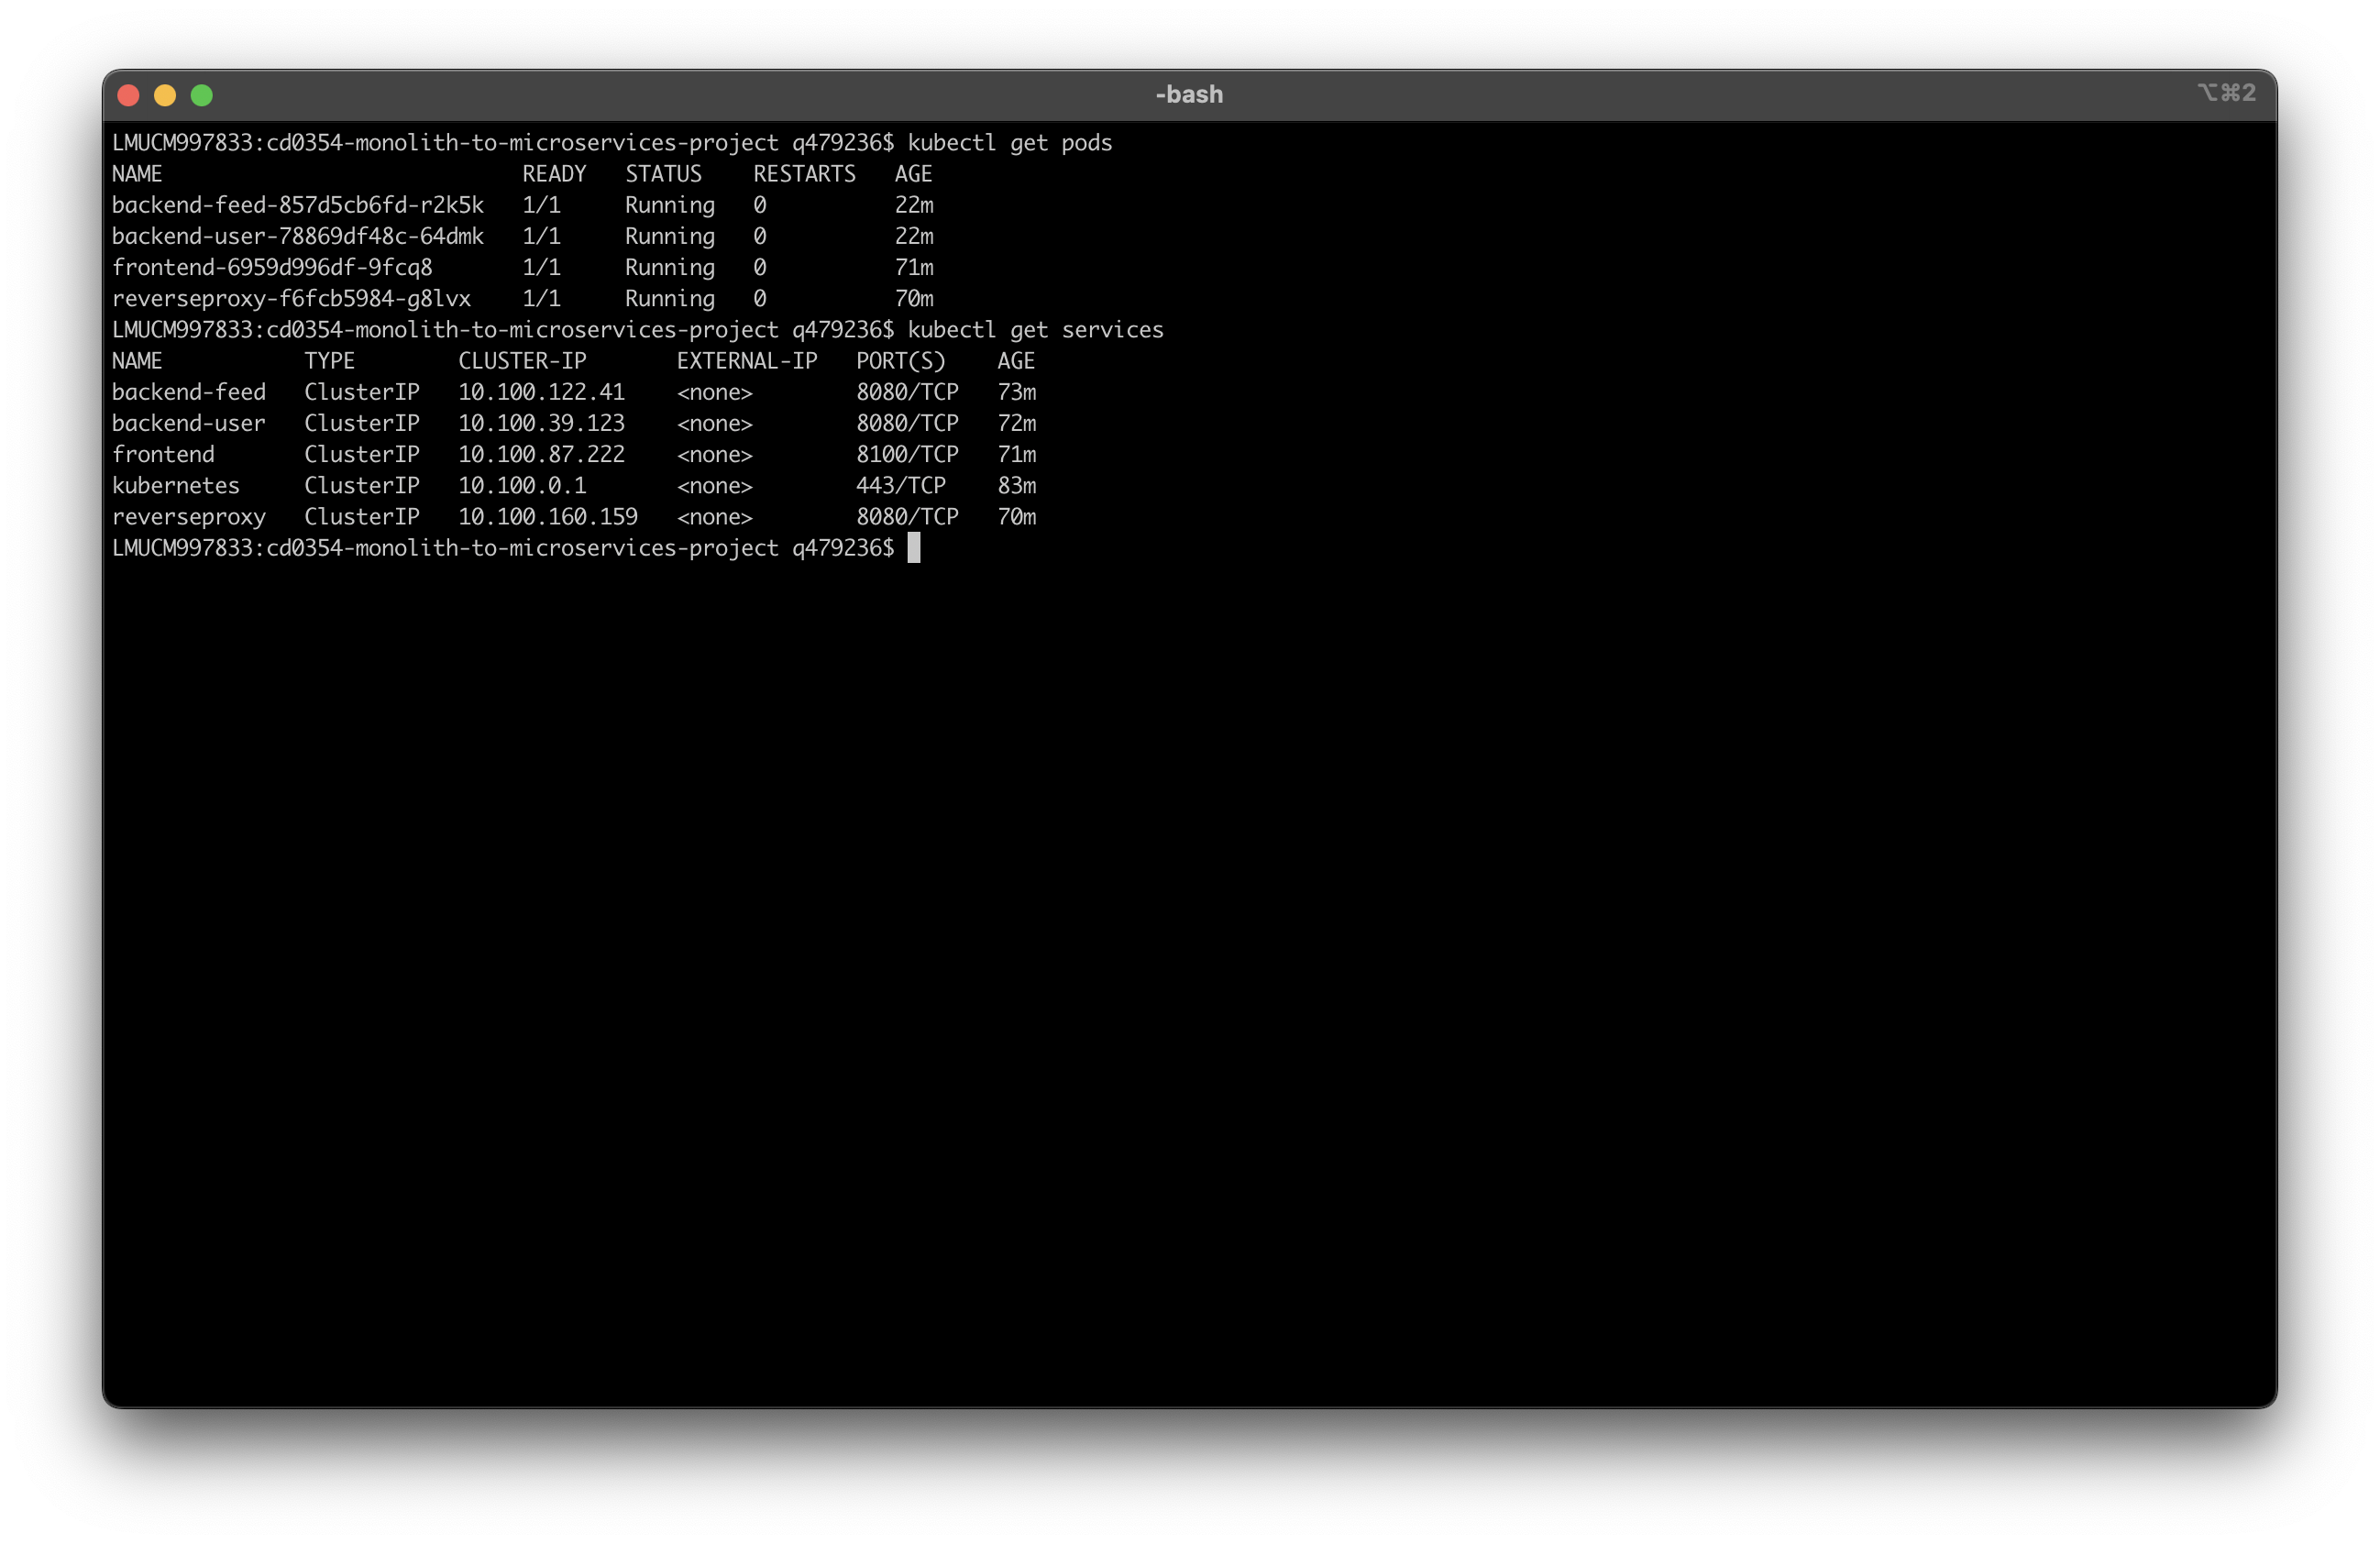 -bash
⌥⌘2
LMUCM997833:cd0354-monolith-to-microservices-project q479236$ kubectl get pods
NAME                            READY   STATUS    RESTARTS   AGE
backend-feed-857d5cb6fd-r2k5k   1/1     Running   0          22m
backend-user-78869df48c-64dmk   1/1     Running   0          22m
frontend-6959d996df-9fcq8       1/1     Running   0          71m
reverseproxy-f6fcb5984-g8lvx    1/1     Running   0          70m
LMUCM997833:cd0354-monolith-to-microservices-project q479236$ kubectl get services
NAME           TYPE        CLUSTER-IP       EXTERNAL-IP   PORT(S)    AGE
backend-feed   ClusterIP   10.100.122.41    <none>        8080/TCP   73m
backend-user   ClusterIP   10.100.39.123    <none>        8080/TCP   72m
frontend       ClusterIP   10.100.87.222    <none>        8100/TCP   71m
kubernetes     ClusterIP   10.100.0.1       <none>        443/TCP    83m
reverseproxy   ClusterIP   10.100.160.159   <none>        8080/TCP   70m
LMUCM997833:cd0354-monolith-to-microservices-project q479236$